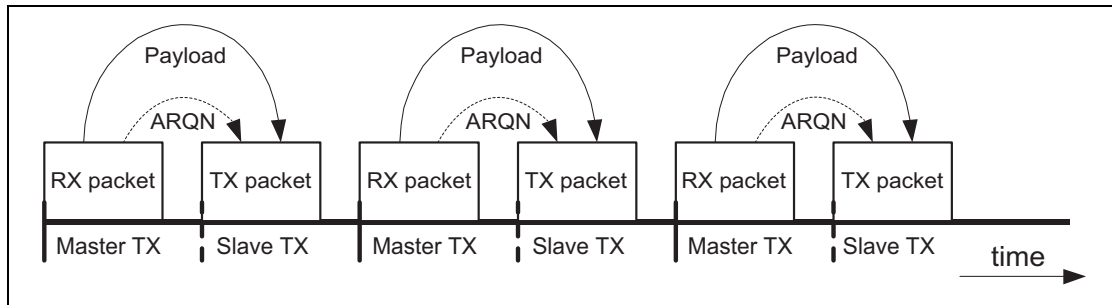 Payload Payload Payload
ARQN ARQN ARQN
RX packet TX packet RX packet TX packet RX packet TX packet
Master TX Slave TX Master TX Slave TX Master TX Slave TX
time